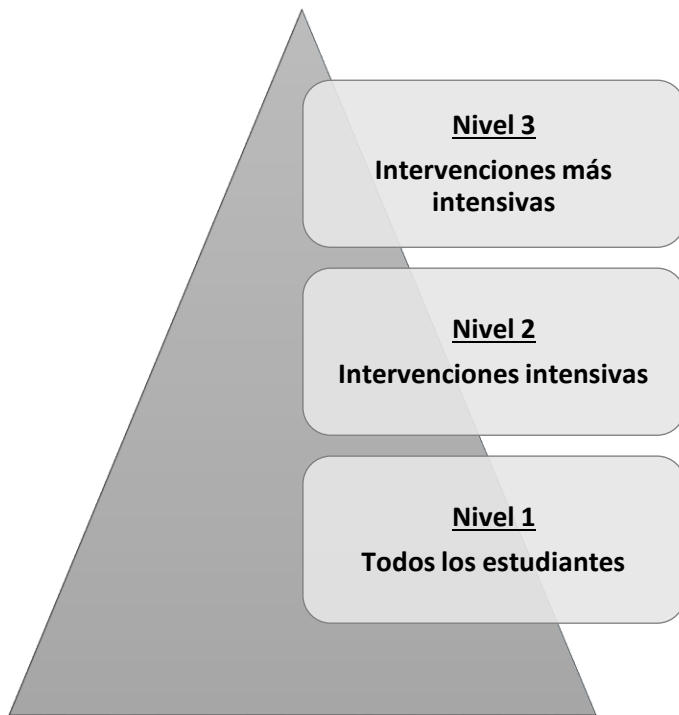 Nivel 3
Intervenciones más
intensivas
Nivel 2
Intervenciones intensivas
Nivel 1
Todos los estudiantes